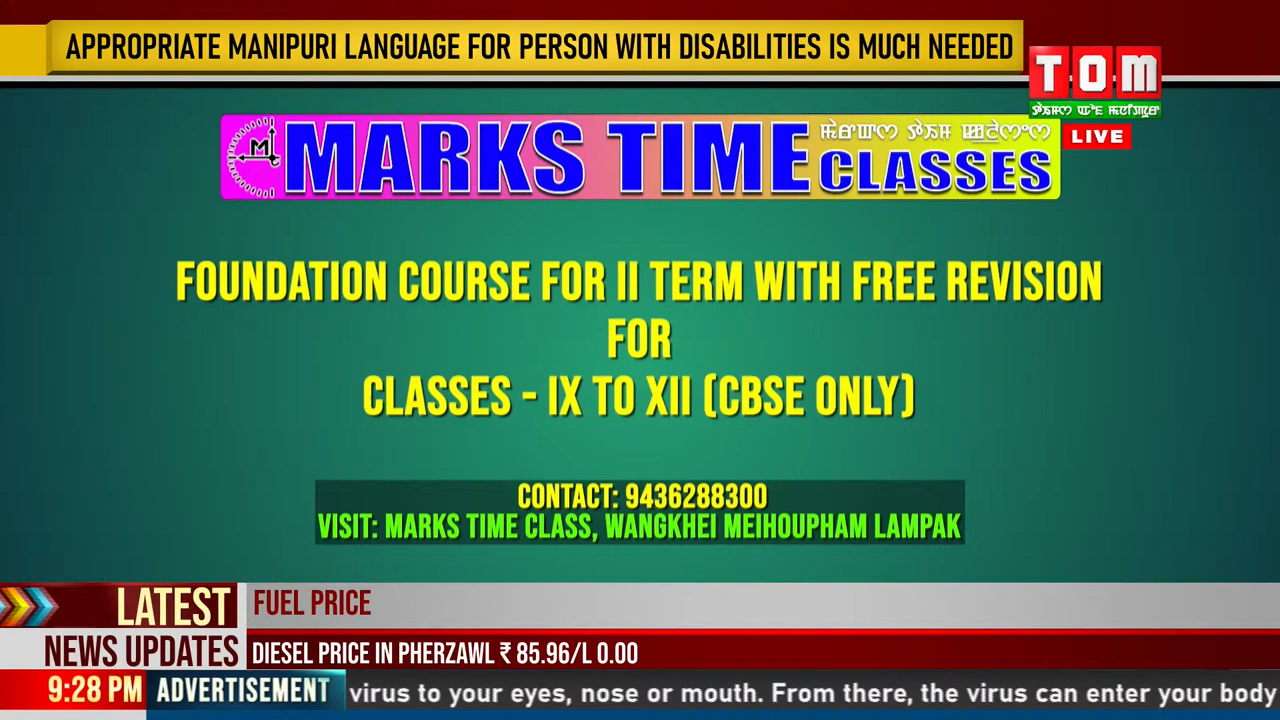 APPROPRIATE MANIPURI LANGUAGE FOR PERSON WITH DISABILITIES IS MUCH NEEDED
TOM
LIVE
M
MARKS TIME
CLASSES
FOUNDATION COURSE FOR II TERM WITH FREE REVISION
FOR
CLASSES - IX TO XII (CBSE ONLY)
CONTACT: 9436288300
VISIT: MARKS TIME CLASS, WANGKHEI MEIHOUPHAM LAMPAK
LATEST
NEWS UPDATES
FUEL PRICE
DIESEL PRICE IN PHERZAWL ₹ 85.96/L 0.00
9:28 PM
ADVERTISEMENT
virus to your eyes, nose or mouth. From there, the virus can enter your body